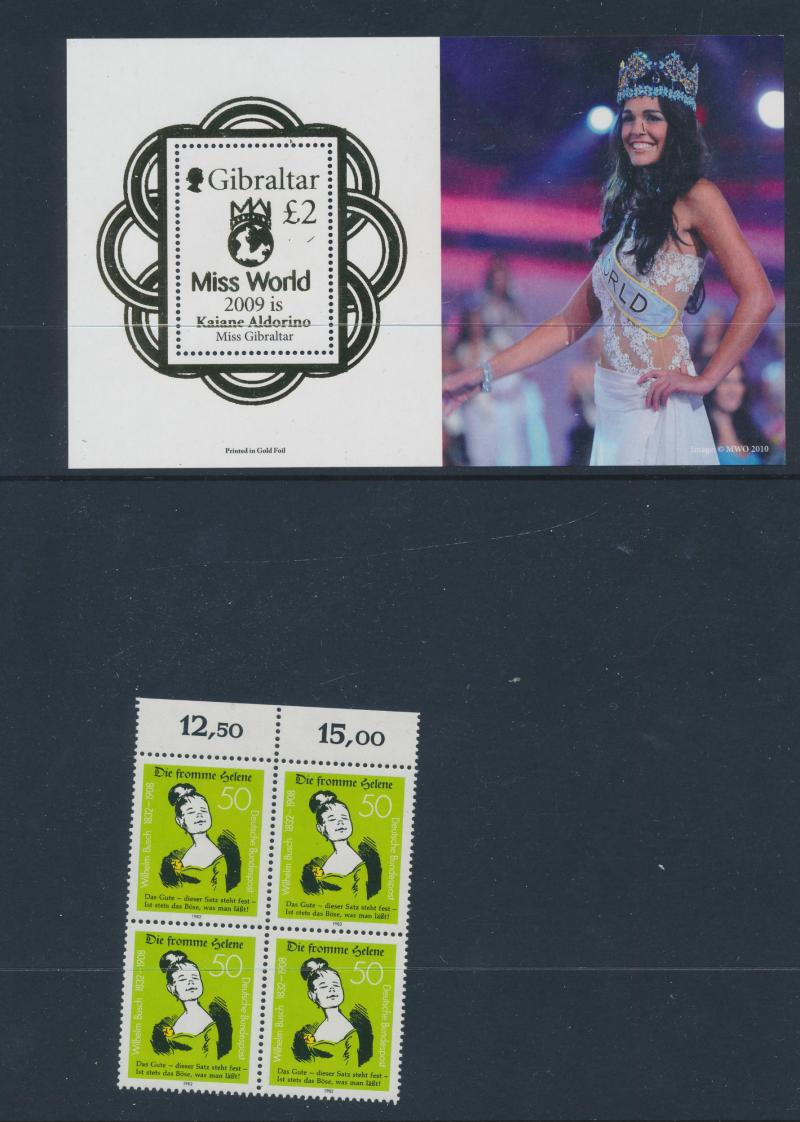 Gibraltar
£2
Miss World
2009 is
Kaiane Aldorino
Miss Gibraltar
Printed in Gold Foil
ORLD
Image: © MWO 2010
12,50
15,00
Die fromme Helene
50
Wilhelm Busch 1832–1908
Deutsche Bundespost
Das Gute – dieser Satz steht fest –
Ist stets das Böse, was man läßt!
1982
Die fromme Helene
50
Wilhelm Busch 1832–1908
Deutsche Bundespost
Das Gute – dieser Satz steht fest –
Ist stets das Böse, was man läßt!
1982
Die fromme Helene
50
Wilhelm Busch 1832–1908
Deutsche Bundespost
Das Gute – dieser Satz steht fest –
Ist stets das Böse, was man läßt!
1982
Die fromme Helene
50
Wilhelm Busch 1832–1908
Deutsche Bundespost
Das Gute – dieser Satz steht fest –
Ist stets das Böse, was man läßt!
1982